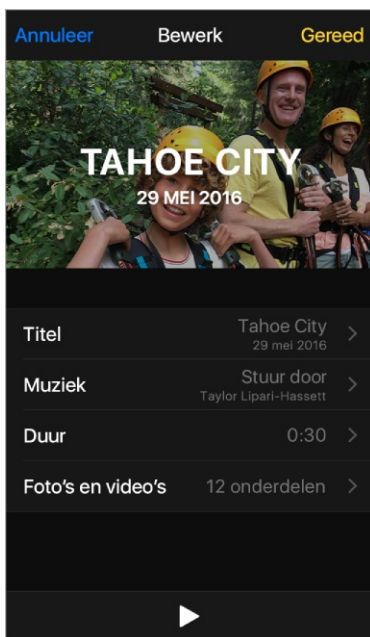 Annuleer Bewerk Gereed
TAHOE CITY
29 MEI 2016
Titel Tahoe City
29 mei 2016
Muziek Stuur door
Taylor Lipari-Hassett
Duur 0:30
Foto's en video's 12 onderdelen